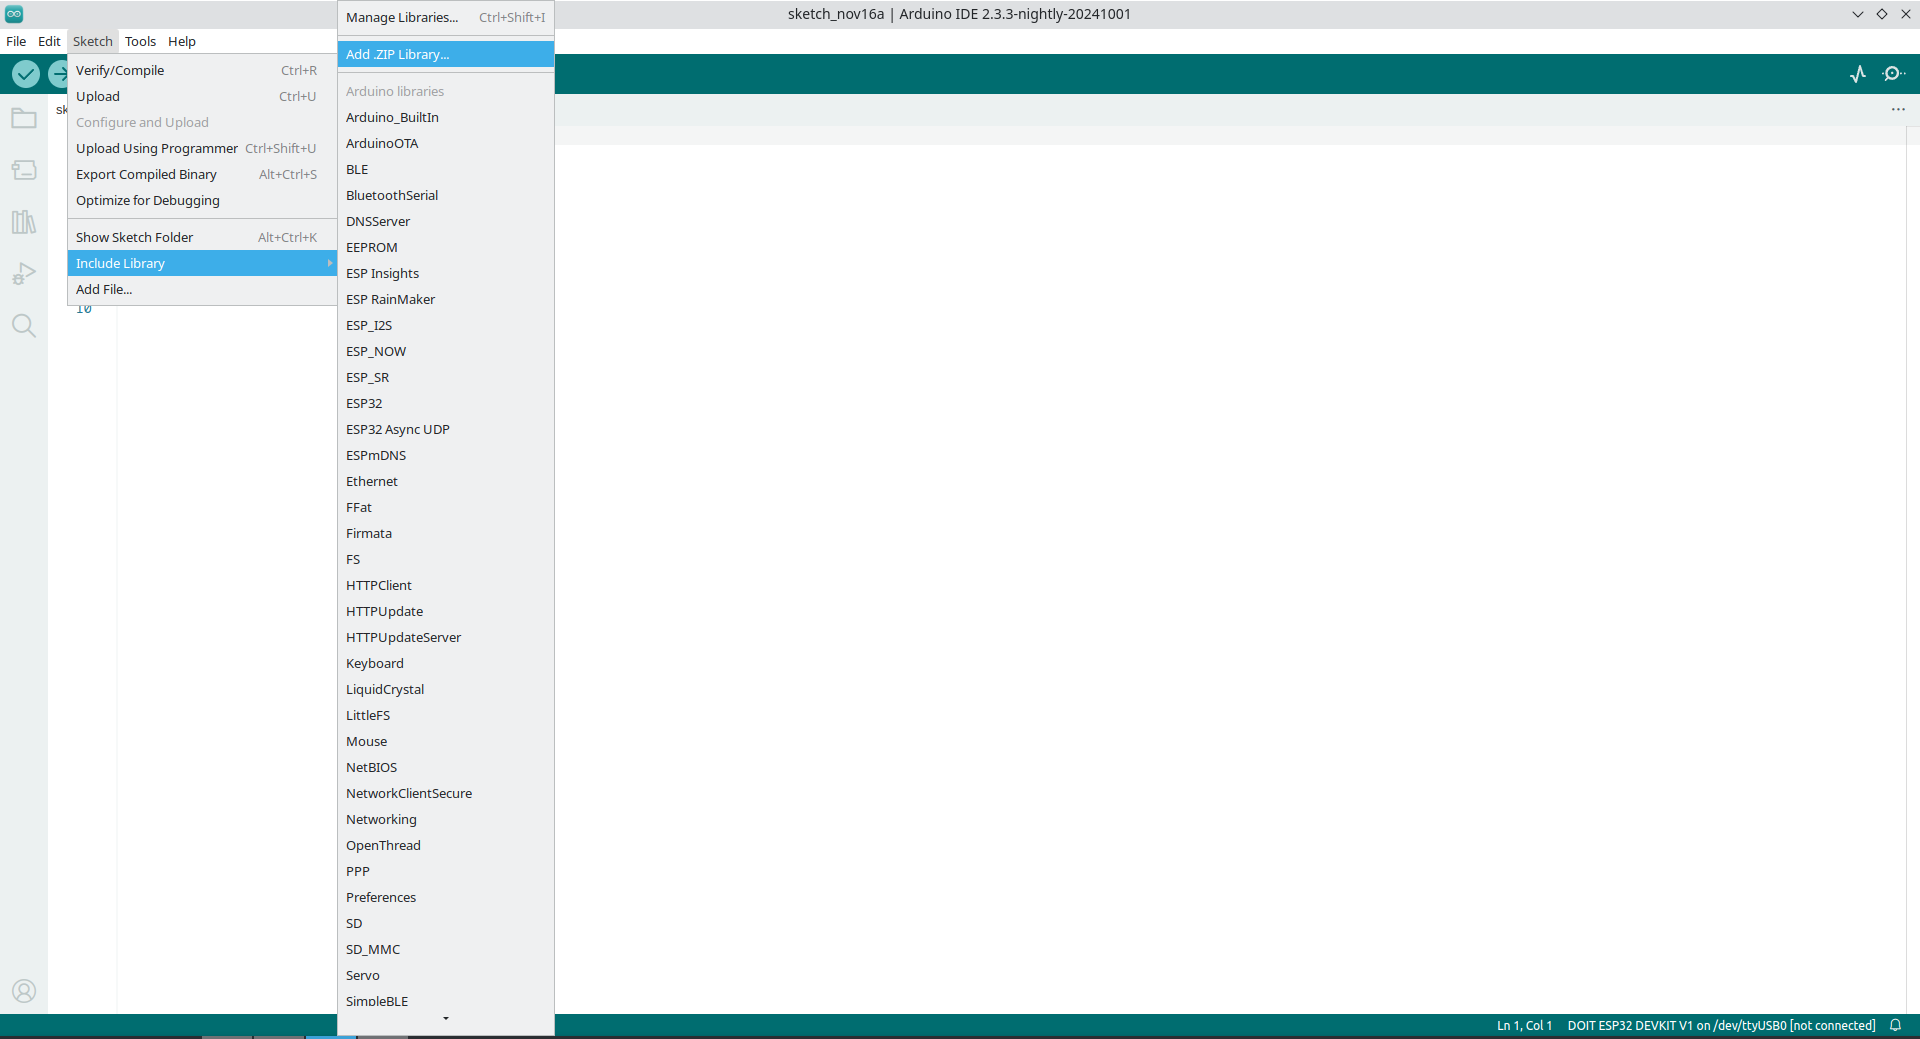 sketch_nov16a | Arduino IDE 2.3.3-nightly-20241001
File Edit Sketch Tools Help
Verify/Compile Ctrl+R
Upload Ctrl+U
Configure and Upload
Upload Using Programmer Ctrl+Shift+U
Export Compiled Binary Alt+Ctrl+S
Optimize for Debugging
Show Sketch Folder Alt+Ctrl+K
Include Library
Add File...
sk
10
Manage Libraries... Ctrl+Shift+I
Add .ZIP Library...
Arduino libraries
Arduino_BuiltIn
ArduinoOTA
BLE
BluetoothSerial
DNSServer
EEPROM
ESP Insights
ESP RainMaker
ESP_I2S
ESP_NOW
ESP_SR
ESP32
ESP32 Async UDP
ESPmDNS
Ethernet
FFat
Firmata
FS
HTTPClient
HTTPUpdate
HTTPUpdateServer
Keyboard
LiquidCrystal
LittleFS
Mouse
NetBIOS
NetworkClientSecure
Networking
OpenThread
PPP
Preferences
SD
SD_MMC
Servo
SimpleBLE
Ln 1, Col 1 DOIT ESP32 DEVKIT V1 on /dev/ttyUSB0 [not connected]